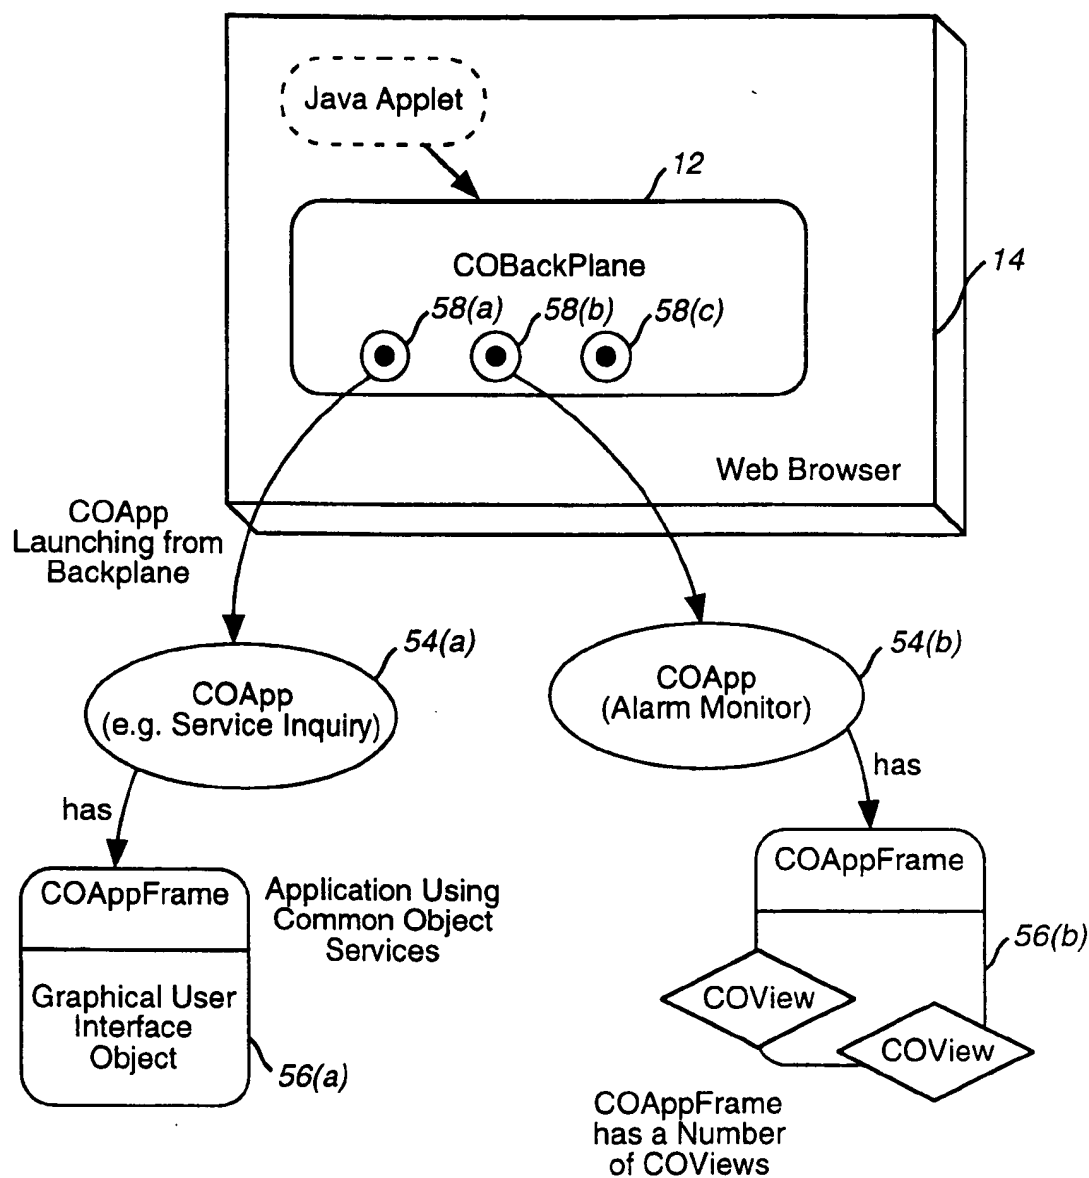 Java Applet
12
COBackPlane
14
58(a)
58(b)
58(c)
Web Browser
COApp
Launching from
Backplane
54(a)
54(b)
COApp
(e.g. Service Inquiry)
COApp
(Alarm Monitor)
has
has
COAppFrame
COAppFrame
Application Using
Common Object
Services
56(b)
Graphical User
Interface
Object
COView
COView
56(a)
COAppFrame
has a Number
of COViews